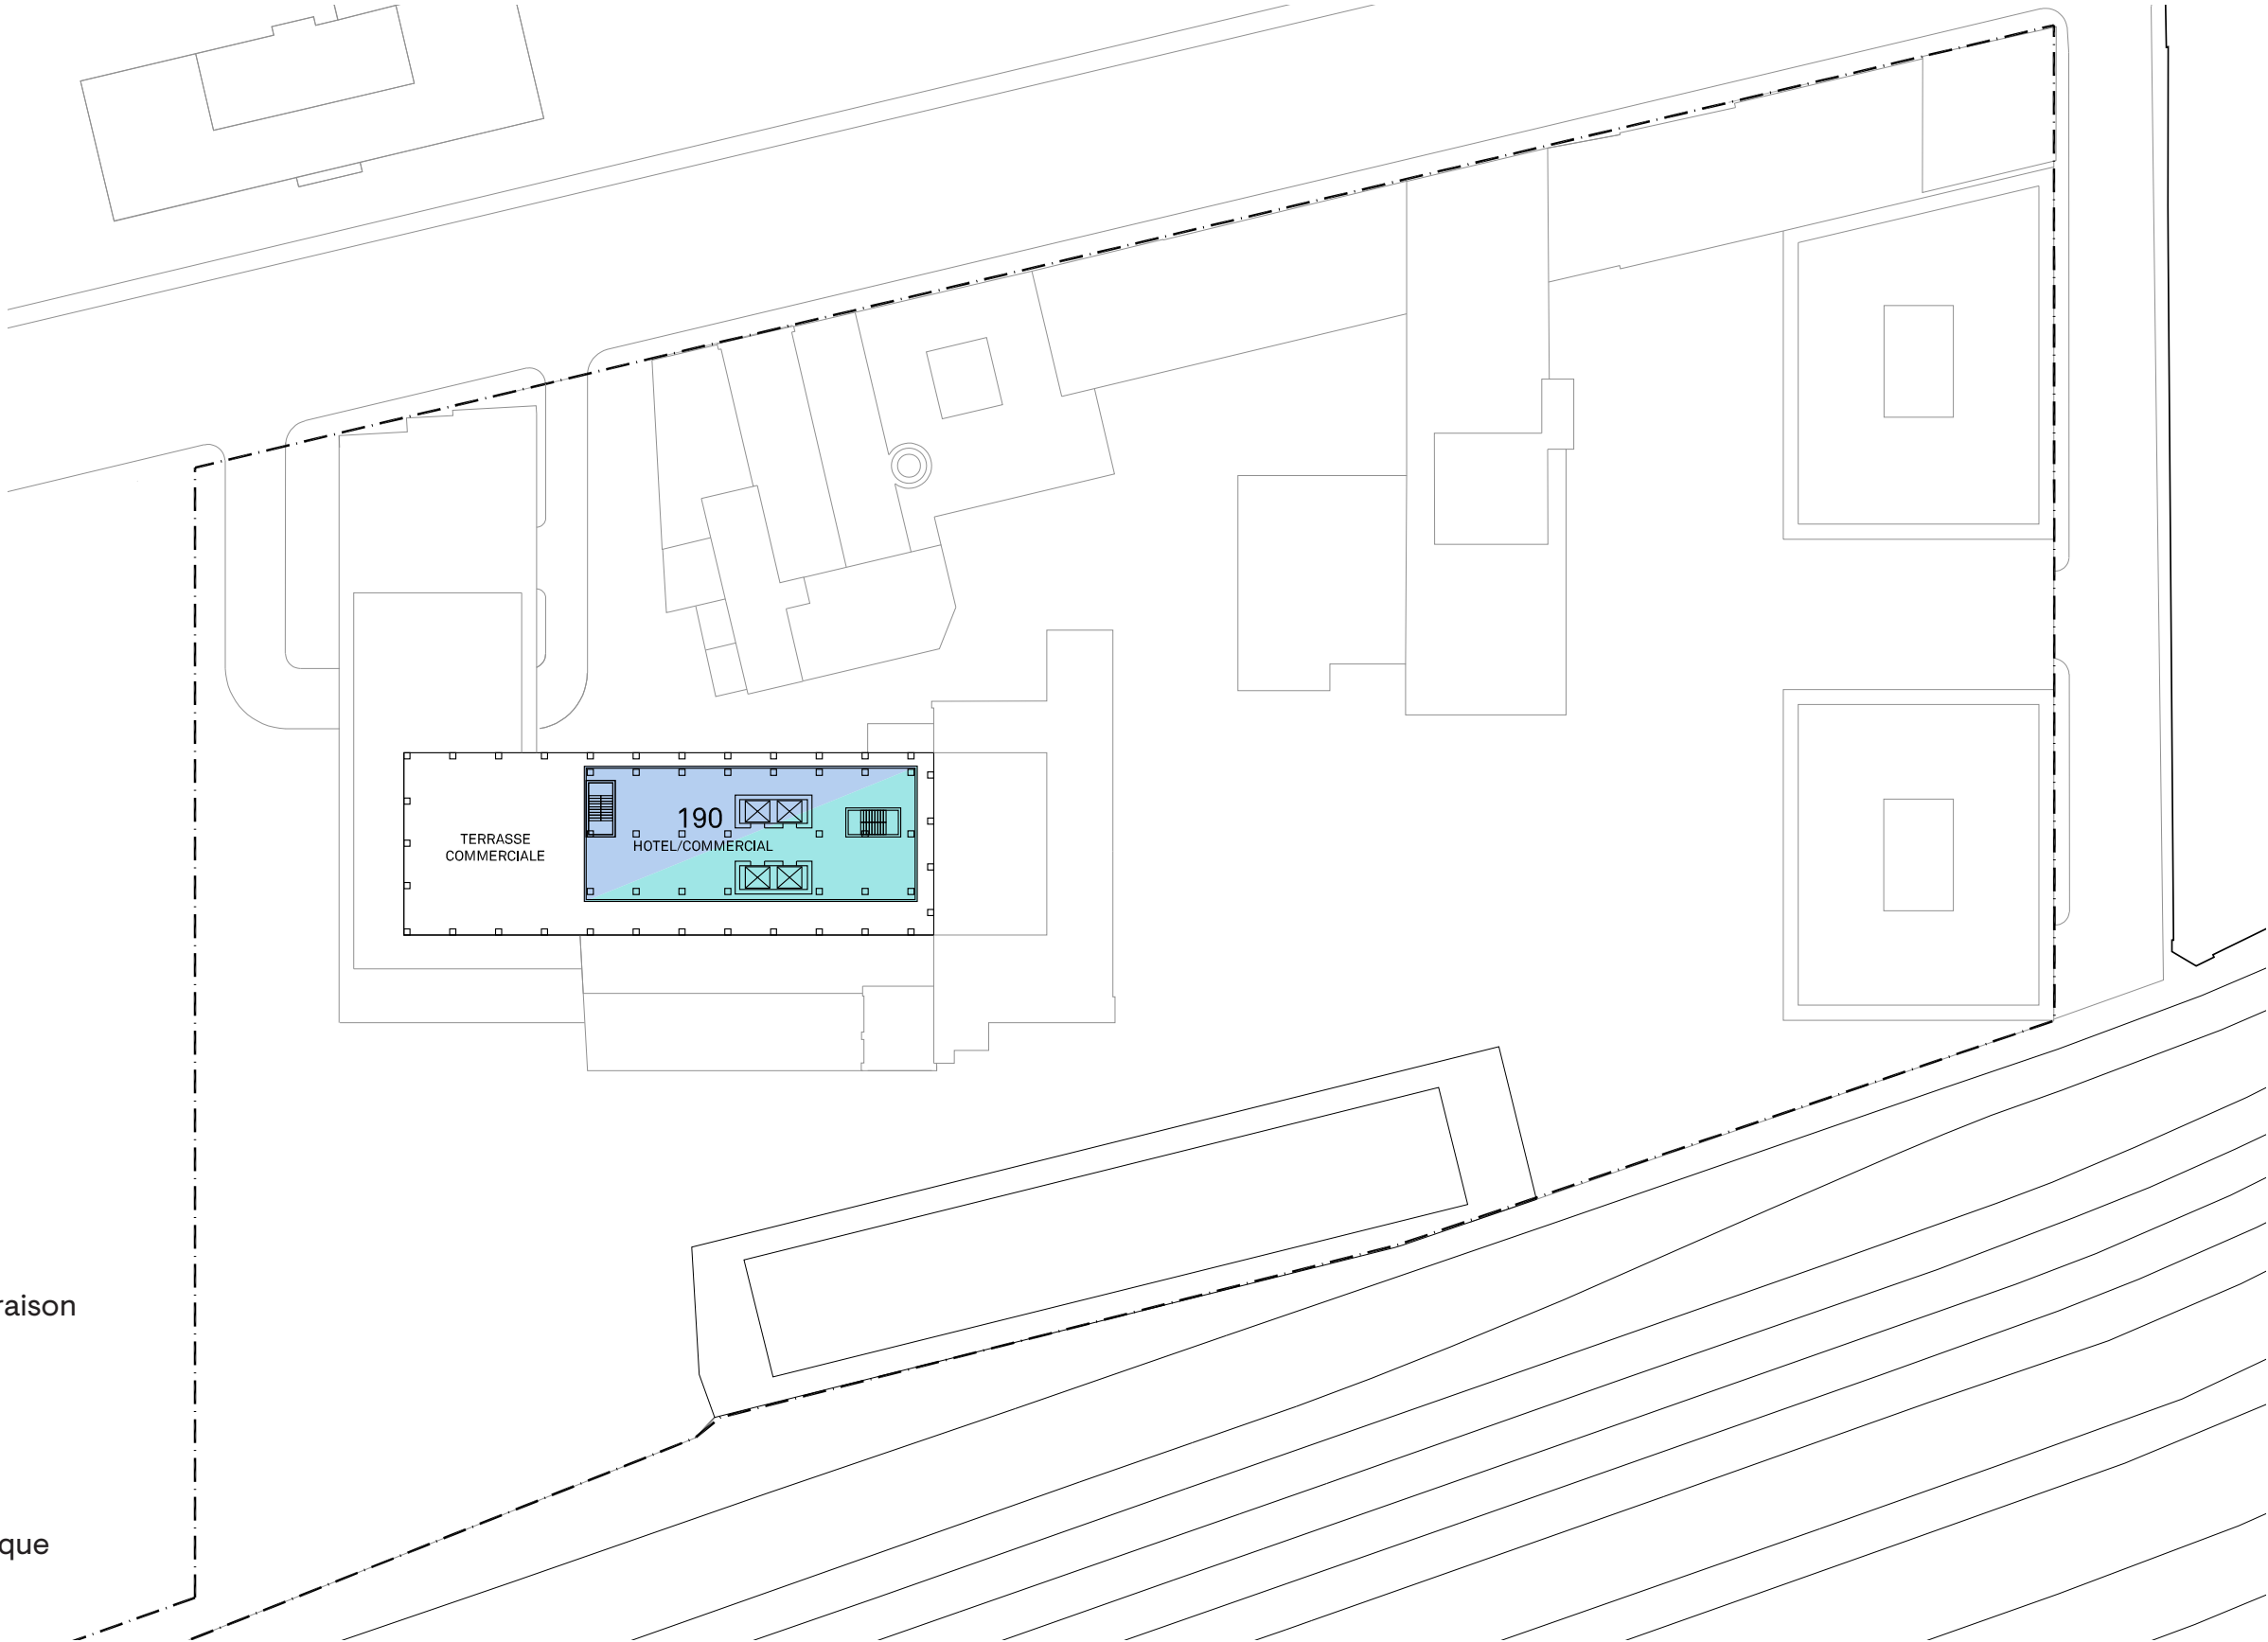 190
HOTEL/COMMERCIAL
TERRASSE
COMMERCIALE
raison
que